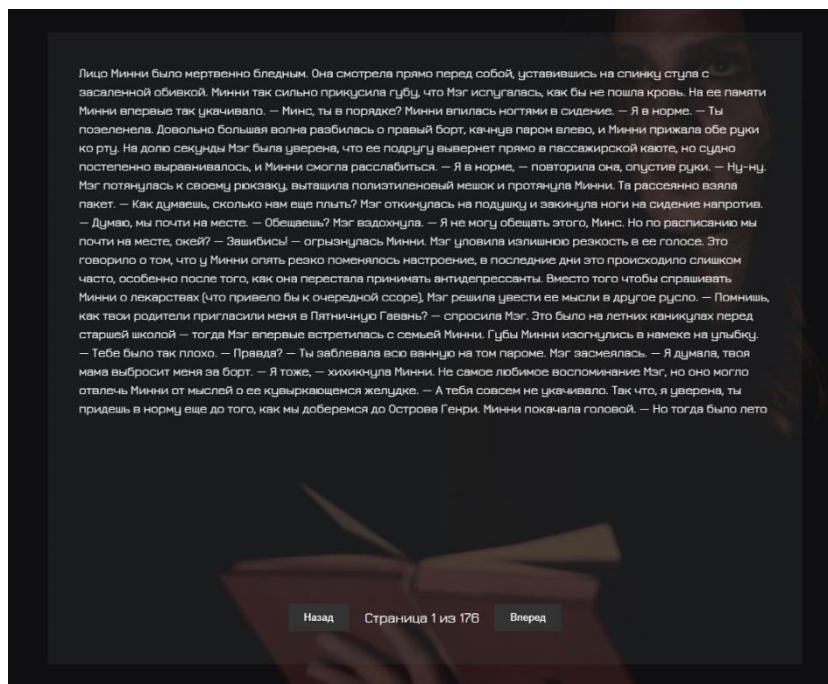 Лицо Минни было мертвенно бледным. Она смотрела прямо перед собой, уставившись на спинку стула с
засаленной обивкой. Минни так сильно прикусила губу, что Мэг испугалась, как бы не пошла кровь. На ее памяти
Минни впервые так укачивало. — Минс, ты в порядке? Минни впилась ногтями в сидение. — Я в норме. — Ты
позеленела. Довольно большая волна разбилась о правый борт, качнув паром влево, и Минни прижала обе руки
ко рту. На долю секунды Мэг была уверена, что ее подругу вывернет прямо в пассажирской каюте, но судно
постепенно выравнивалось, и Минни смогла расслабиться. — Я в норме, — повторила она, опустив руки. — Ну-ну.
Мэг потянулась к своему рюкзаку, вытащила полиэтиленовый мешок и протянула Минни. Та рассеянно взяла
пакет. — Как думаешь, сколько нам еще плыть? Мэг откинулась на подушку и закинула ноги на сидение напротив.
— Думаю, мы почти на месте. — Обещаешь? Мэг вздохнула. — Я не могу обещать этого, Минс. Но по расписанию мы
почти на месте, окей? — Зашибись! — огрызнулась Минни. Мэг уловила излишнюю резкость в ее голосе. Это
говорило о том, что у Минни опять резко поменялось настроение, в последние дни это происходило слишком
часто, особенно после того, как она перестала принимать антидепрессанты. Вместо того чтобы спрашивать
Минни о лекарствах (что привело бы к очередной ссоре), Мэг решила увести ее мысли в другое русло. — Помнишь,
как твои родители пригласили меня в Пятничную Гавань? — спросила Мэг. Это было на летних каникулах перед
старшей школой — тогда Мэг впервые встретилась с семьей Минни. Губы Минни изогнулись в намеке на улыбку.
— Тебе было так плохо. — Правда? — Ты заблевала всю ванную на том пароме. Мэг засмеялась. — Я думала, твоя
мама выбросит меня за борт. — Я тоже, — хихикнула Минни. Не самое любимое воспоминание Мэг, но оно могло
отвлечь Минни от мыслей о ее кувыркающемся желудке. — А тебя совсем не укачивало. Так что, я уверена, ты
придешь в норму еще до того, как мы доберемся до Острова Генри. Минни покачала головой. — Но тогда было лето
Назад Страница 1 из 176 Вперед